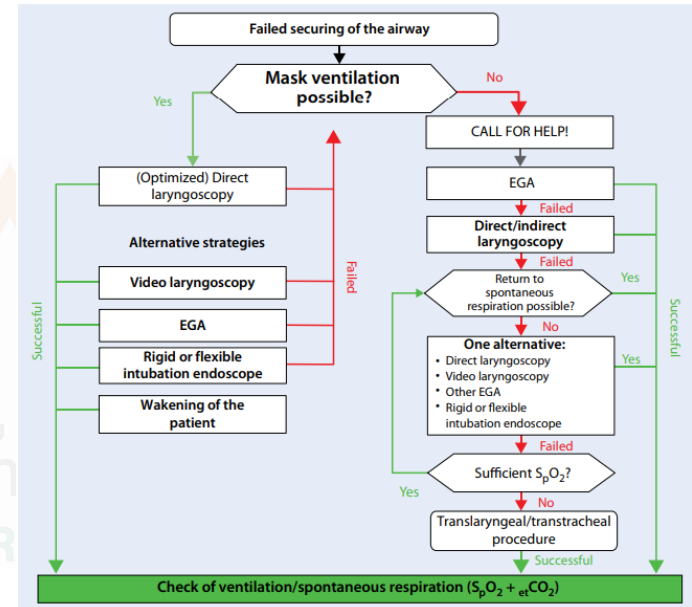 Failed securing of the airway
Mask ventilation
possible?
Yes
No
CALL FOR HELP!
(Optimized) Direct
laryngoscopy
Alternative strategies
Video laryngoscopy
EGA
Rigid or flexible
intubation endoscope
Wakening of the
patient
Failed
Successful
EGA
Failed
Direct/indirect
laryngoscopy
Failed
Return to
spontaneous
respiration possible?
Yes
No
One alternative:
• Direct laryngoscopy
• Video laryngoscopy
• Other EGA
• Rigid or flexible
intubation endoscope
Yes
Successful
Failed
Sufficient SpO2?
Yes
No
Translaryngeal/transtracheal
procedure
Successful
Check of ventilation/spontaneous respiration (SpO2 + etCO2)